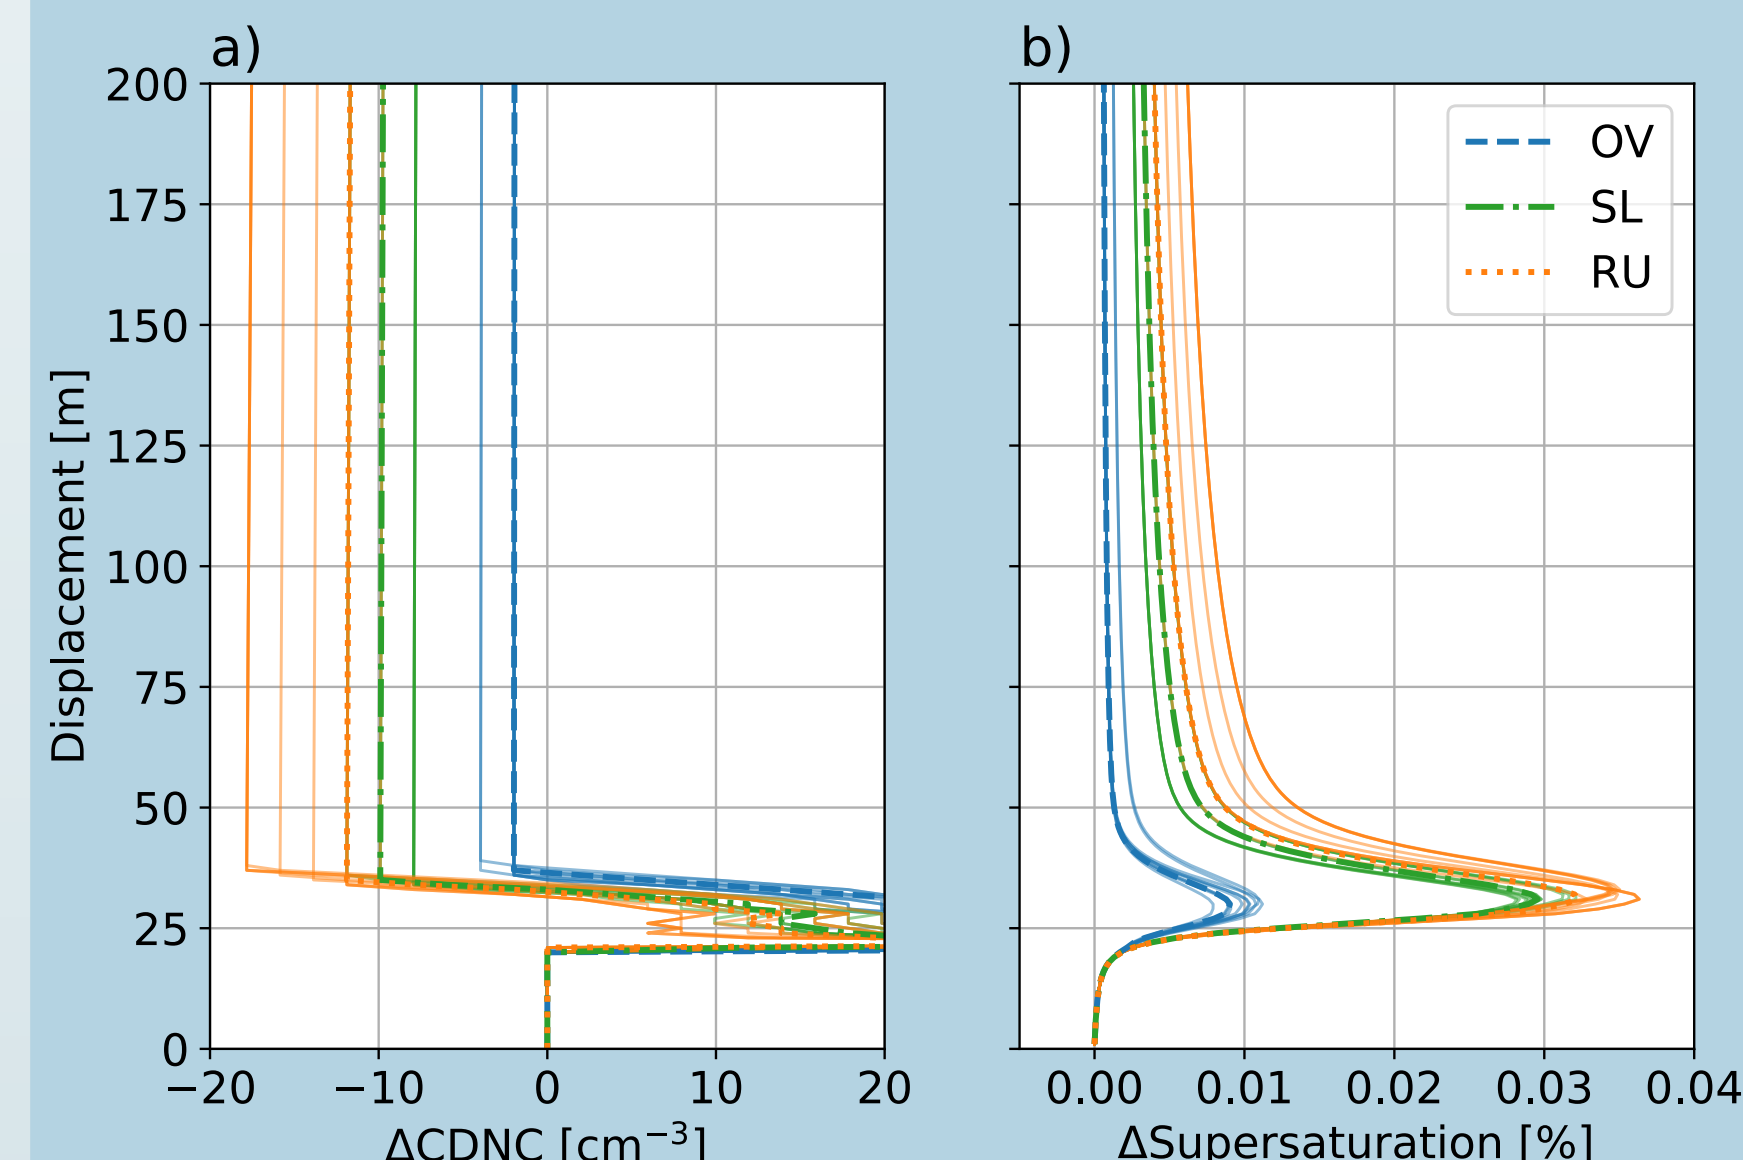 a)
200
175
150
125
100
75
50
25
0
Displacement [m]
−20
−10
0
10
20
ΔCDNC [cm⁻³]
b)
OV
SL
RU
0.00
0.01
0.02
0.03
0.04
ΔSupersaturation [%]